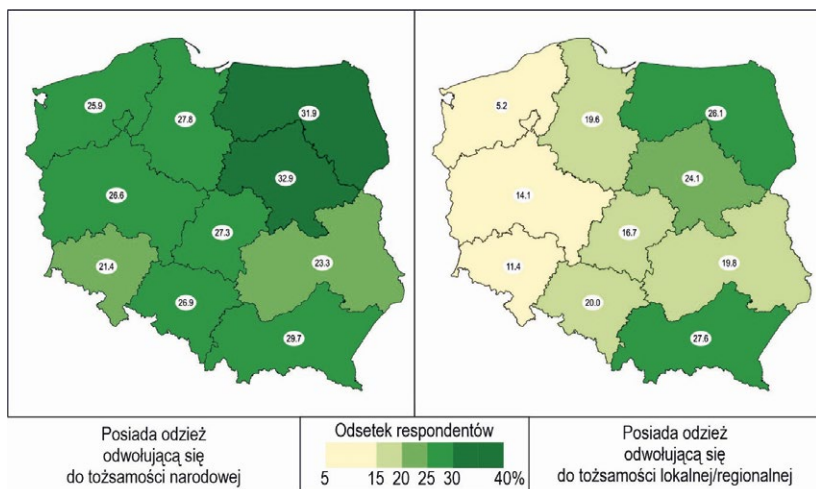 25.9
27.8
31.9
32.9
26.6
27.3
21.4
23.3
26.9
29.7
5.2
19.6
26.1
24.1
14.1
16.7
11.4
19.8
20.0
27.6
Posiada odzież
odwołującą się
do tożsamości narodowej
Odsetek respondentów
5 15 20 25 30 40%
Posiada odzież
odwołującą się
do tożsamości lokalnej/regionalnej